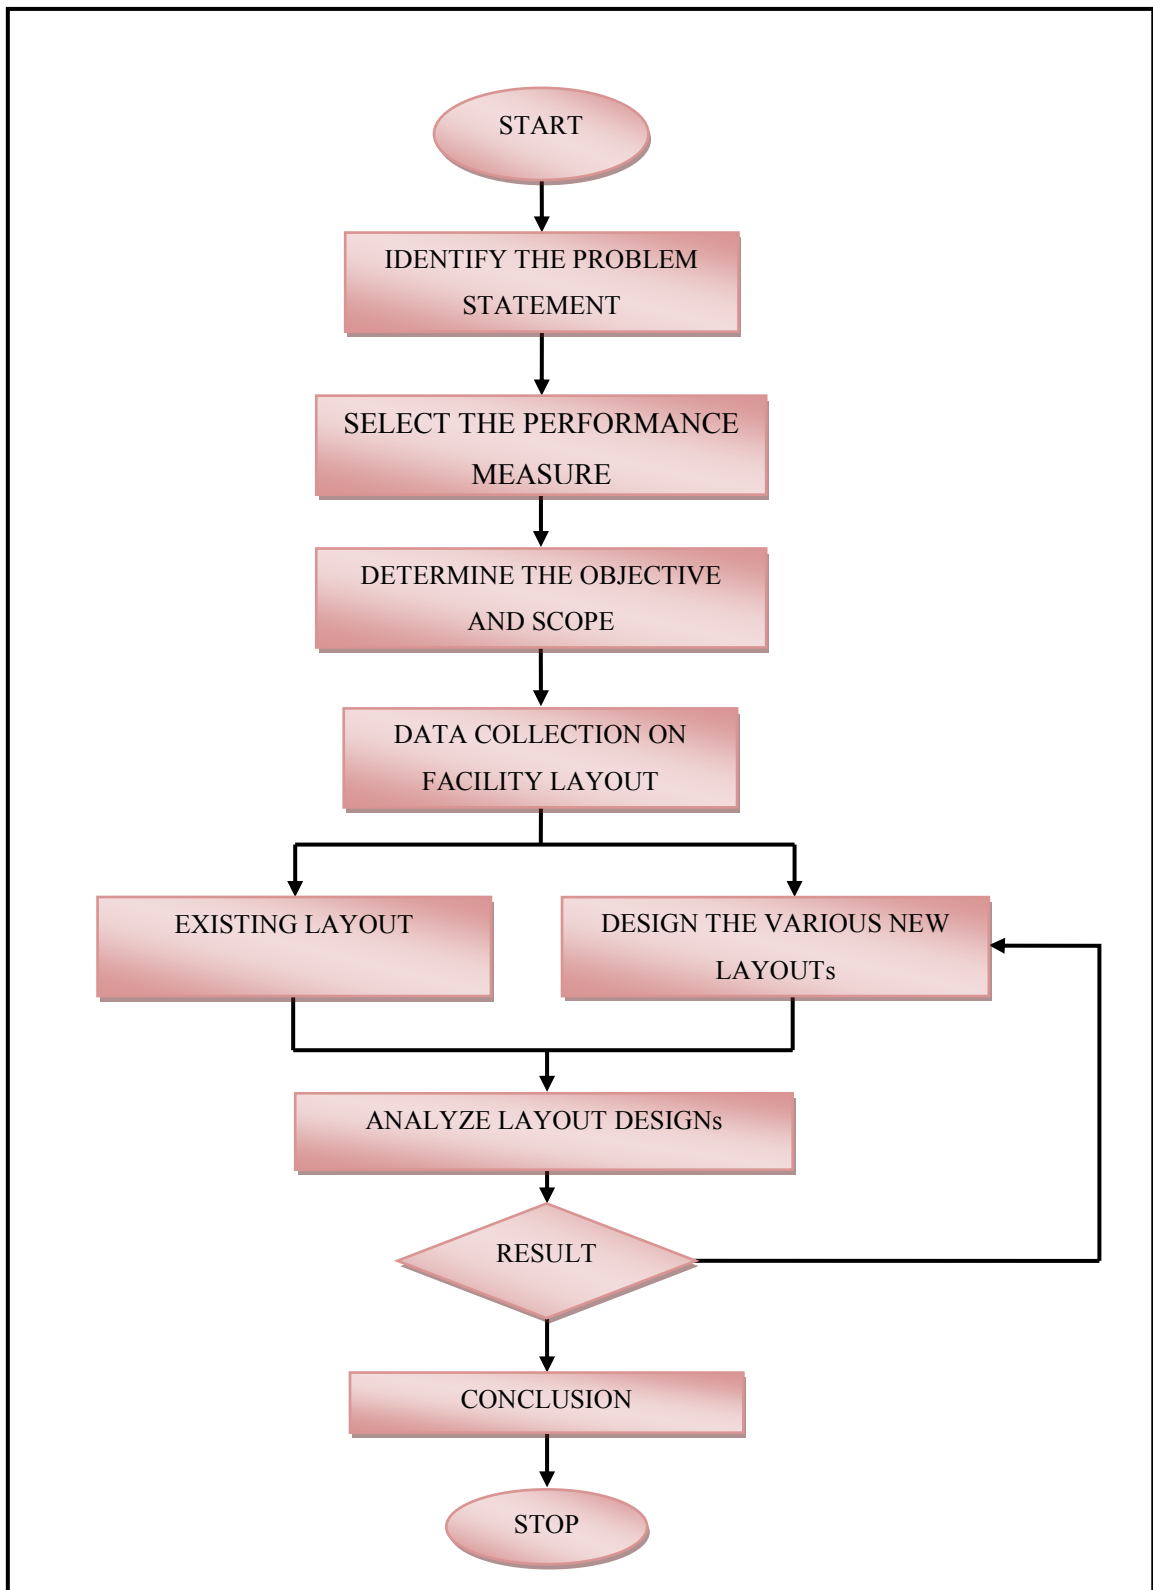 START
IDENTIFY THE PROBLEM
STATEMENT
SELECT THE PERFORMANCE
MEASURE
DETERMINE THE OBJECTIVE
AND SCOPE
DATA COLLECTION ON
FACILITY LAYOUT
EXISTING LAYOUT
DESIGN THE VARIOUS NEW
LAYOUTs
ANALYZE LAYOUT DESIGNs
RESULT
CONCLUSION
STOP